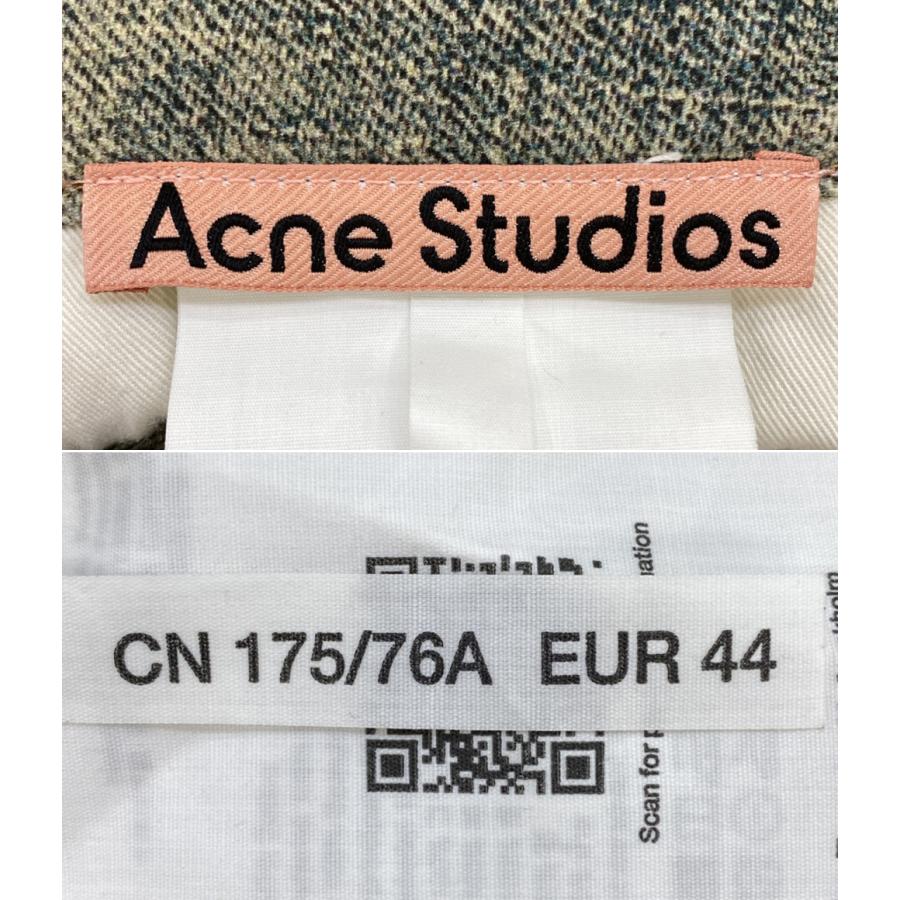 Acne Studios
CN 175/76A EUR 44
Scan for p